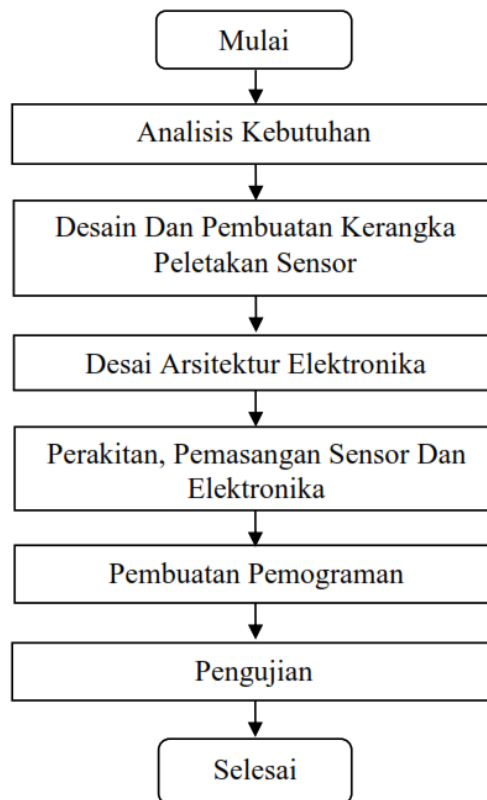 Mulai
Analisis Kebutuhan
Desain Dan Pembuatan Kerangka
Peletakan Sensor
Desai Arsitektur Elektronika
Perakitan, Pemasangan Sensor Dan
Elektronika
Pembuatan Pemograman
Pengujian
Selesai